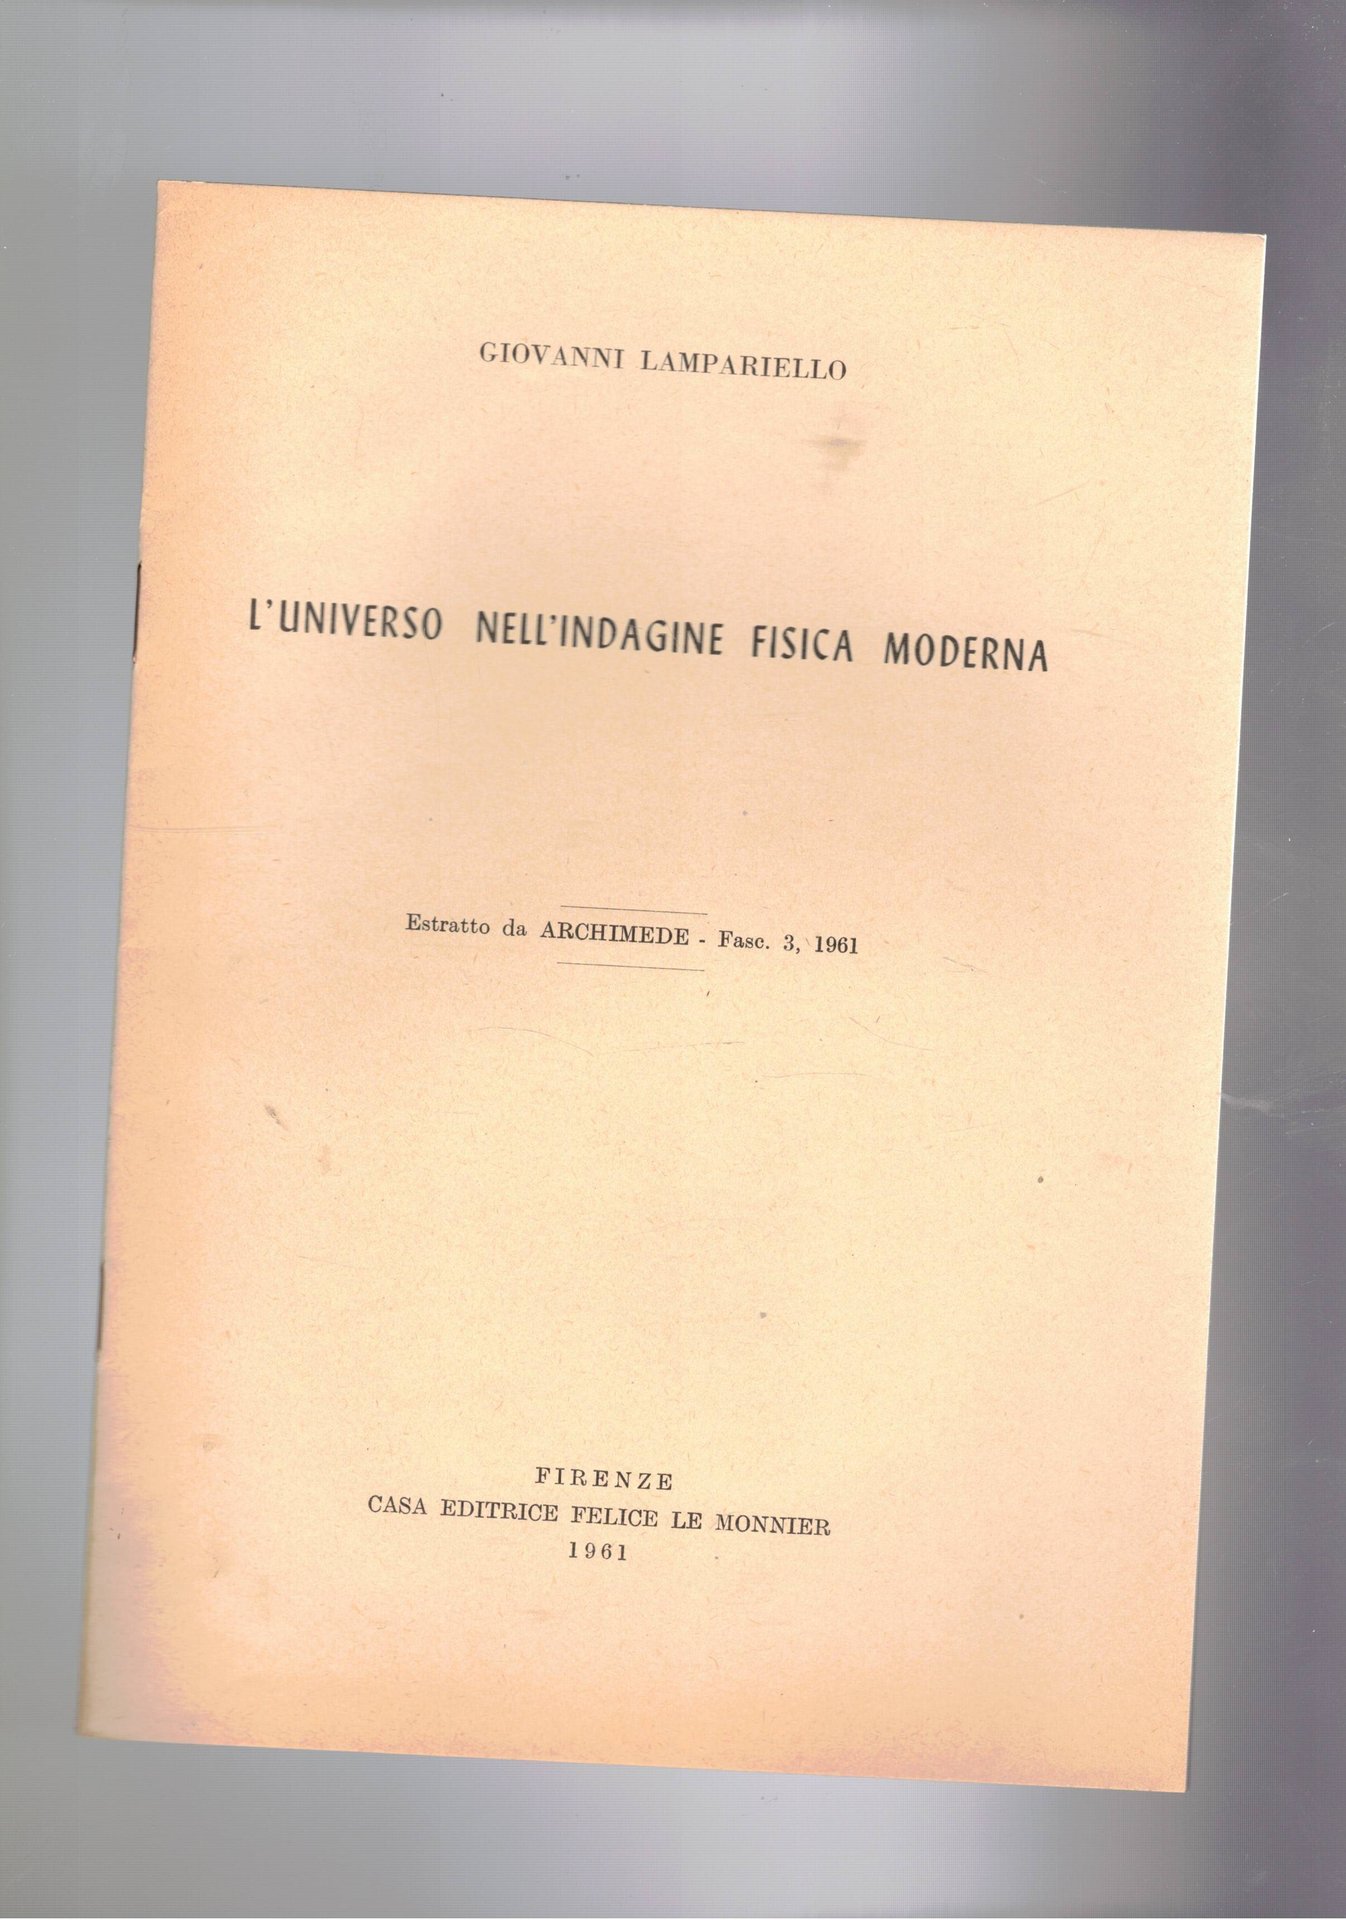 GIOVANNI LAMPARIELLO
L'UNIVERSO NELL'INDAGINE FISICA MODERNA
Estratto da ARCHIMEDE - Fasc. 3, 1961
FIRENZE
CASA EDITRICE FELICE LE MONNIER
1961